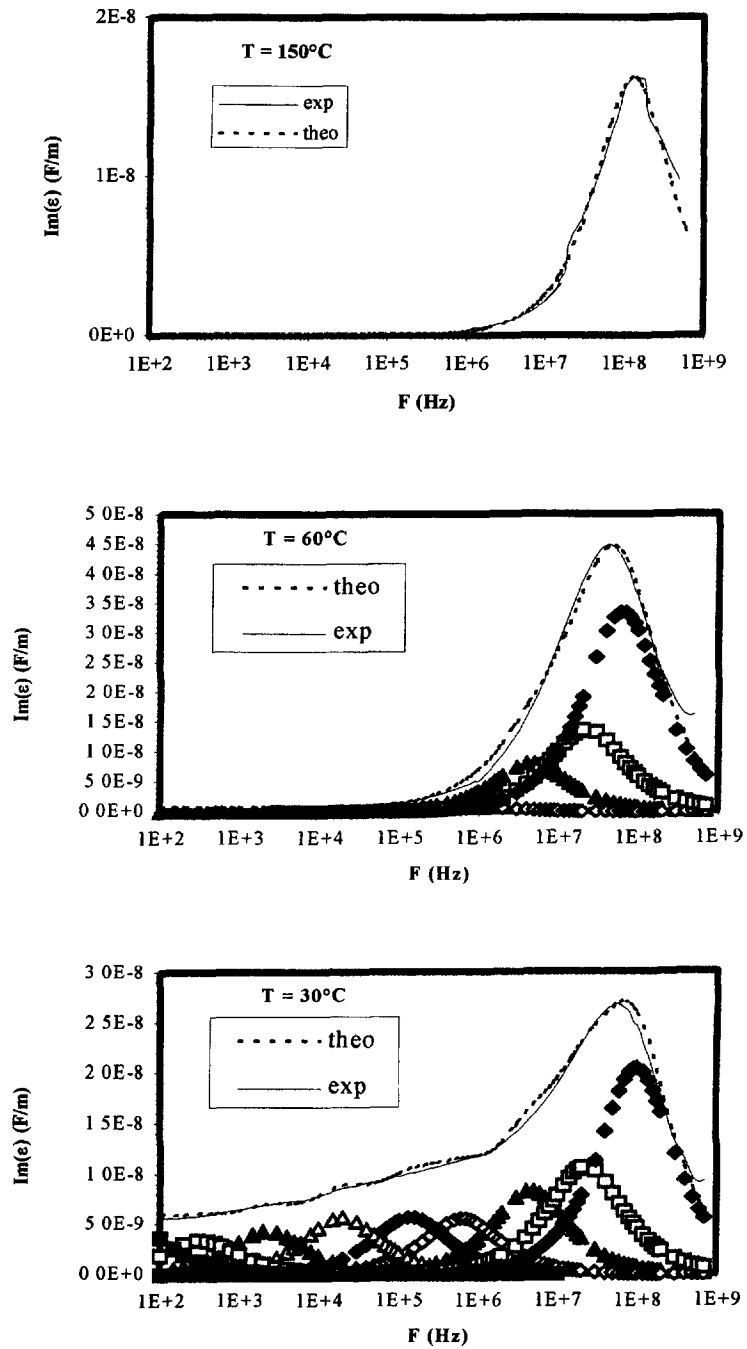 2E-8
T = 150°C
exp
theo
1E-8
0E+0
Im(ε) (F/m)
1E+2 1E+3 1E+4 1E+5 1E+6 1E+7 1E+8 1E+9
F (Hz)
5 0E-8
4 5E-8
4 0E-8
3 5E-8
3 0E-8
2 5E-8
2 0E-8
1 5E-8
1 0E-8
5 0E-9
0 0E+0
Im(ε) (F/m)
T = 60°C
theo
exp
1E+2 1E+3 1E+4 1E+5 1E+6 1E+7 1E+8 1E+9
F (Hz)
3 0E-8
2 5E-8
2 0E-8
1 5E-8
1 0E-8
5 0E-9
0 0E+0
Im(ε) (F/m)
T = 30°C
theo
exp
1E+2 1E+3 1E+4 1E+5 1E+6 1E+7 1E+8 1E+9
F (Hz)